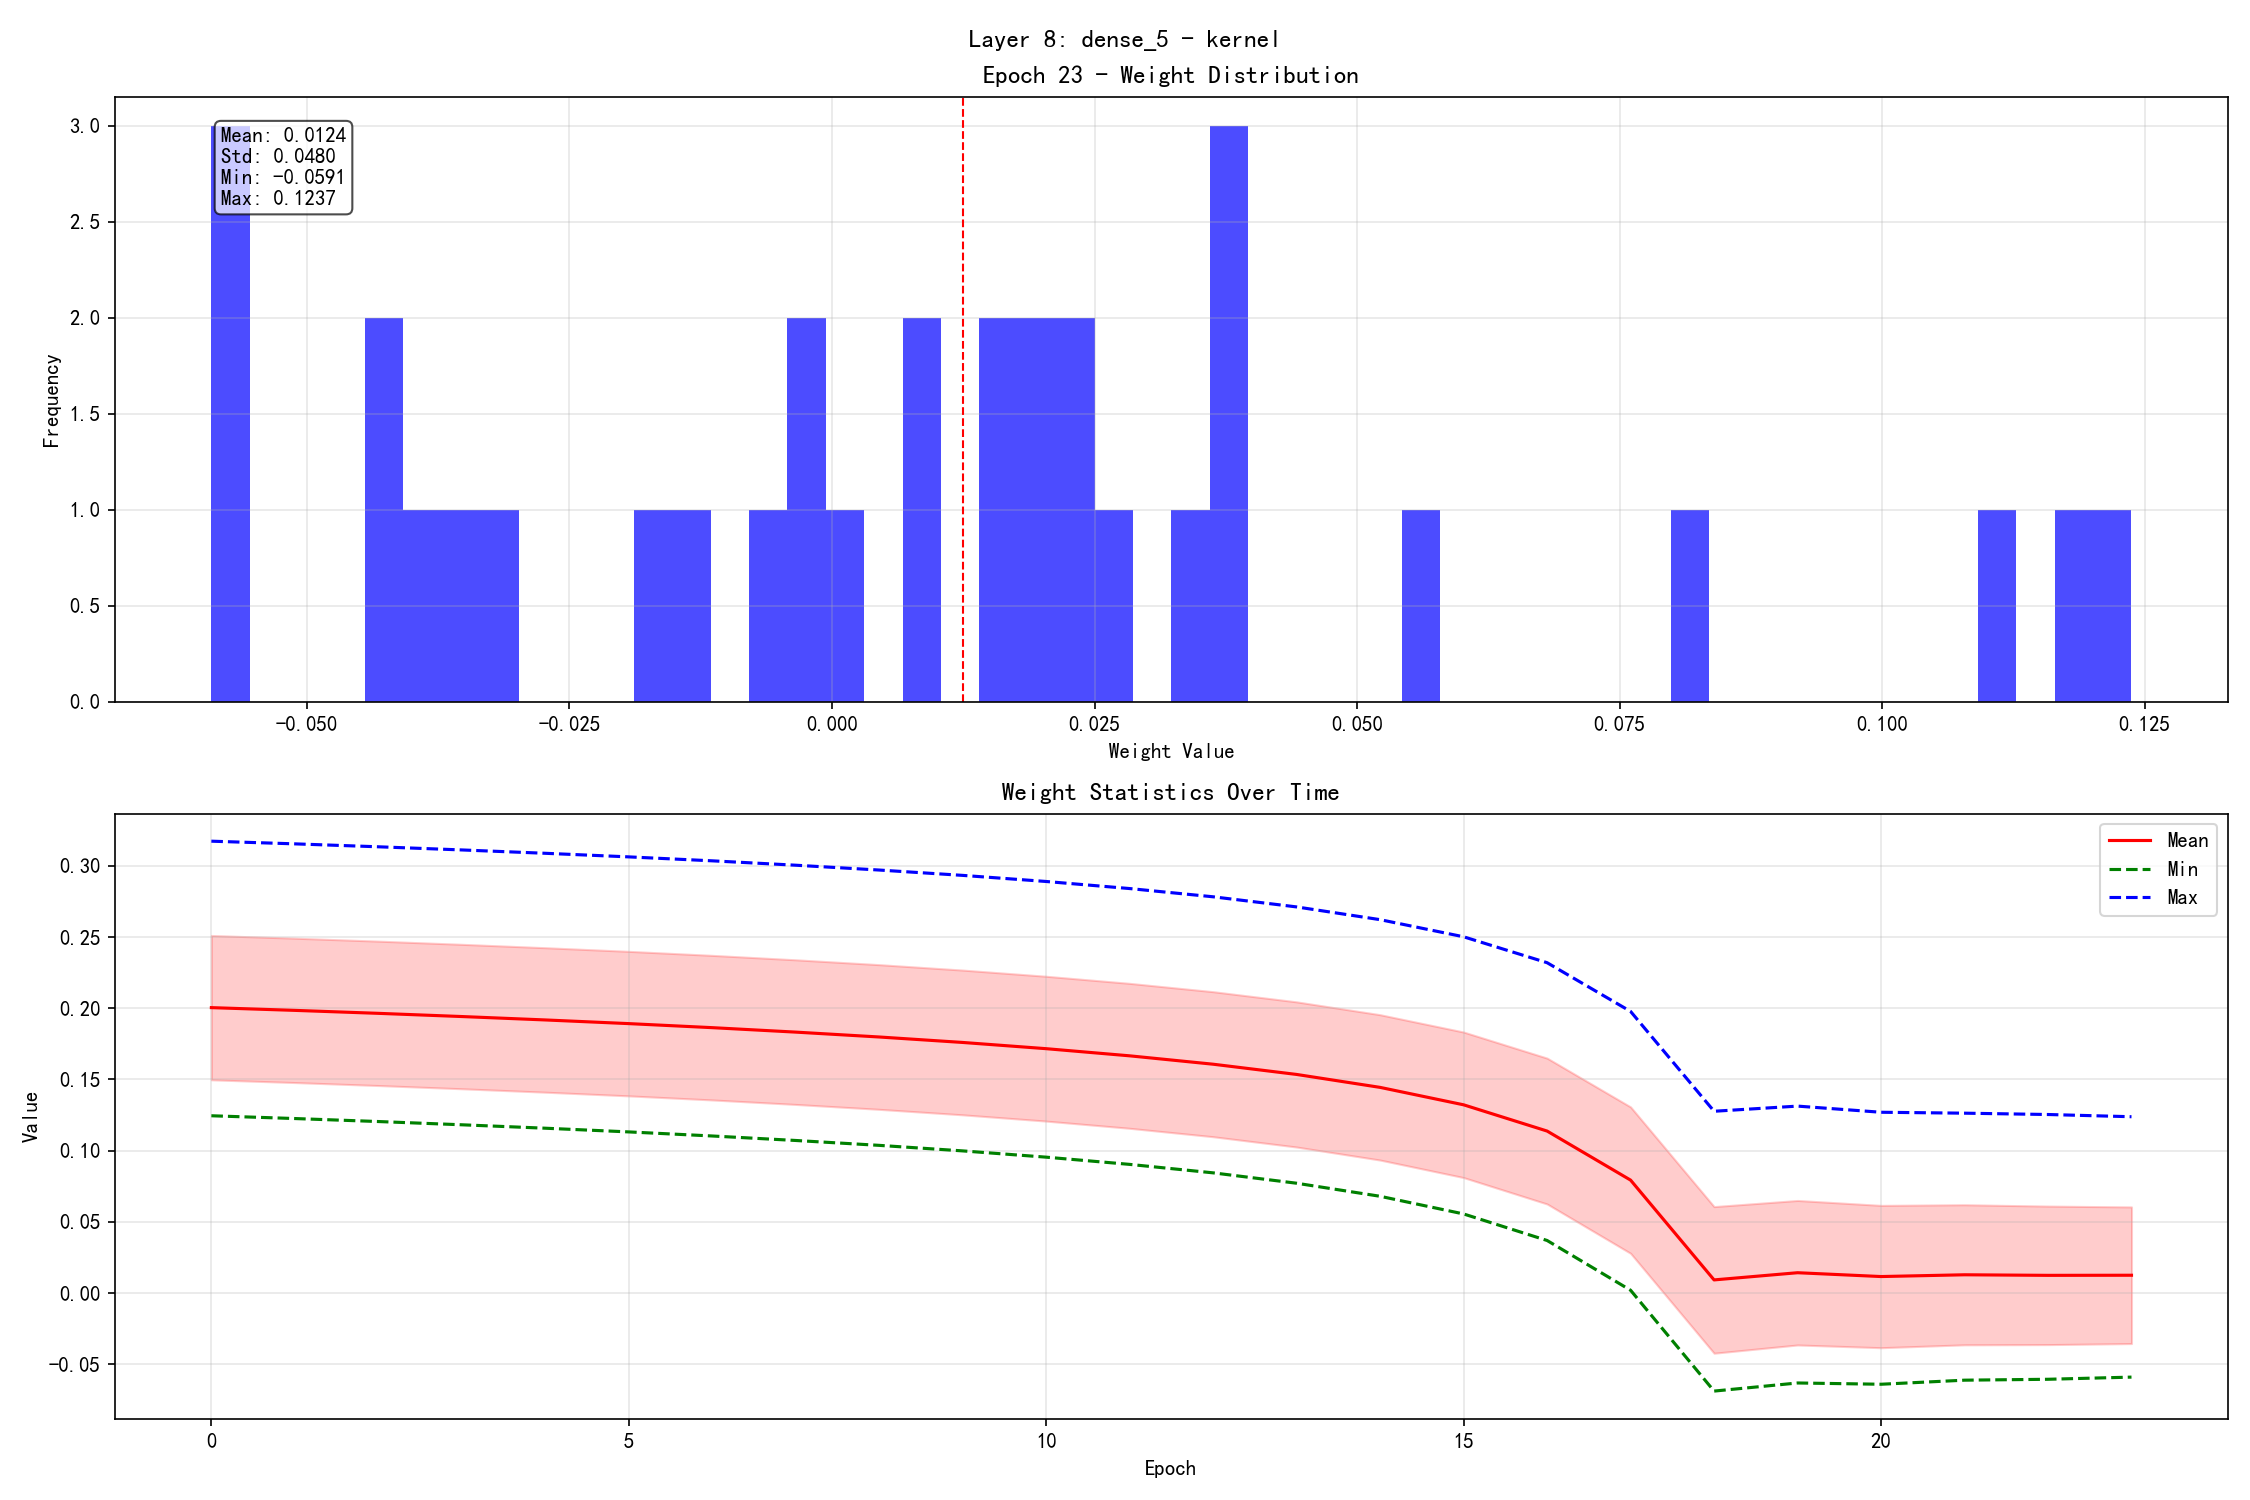 Layer 8: dense_5 - kernel
Epoch 23 - Weight Distribution
3.0
2.5
2.0
1.5
1.0
0.5
0.0
Frequency
Mean: 0.0124
Std: 0.0480
Min: -0.0591
Max: 0.1237
-0.050
-0.025
0.000
0.025
0.050
0.075
0.100
0.125
Weight Value
Weight Statistics Over Time
0.30
0.25
0.20
0.15
0.10
0.05
0.00
-0.05
Value
Mean
Min
Max
0
5
10
15
20
Epoch